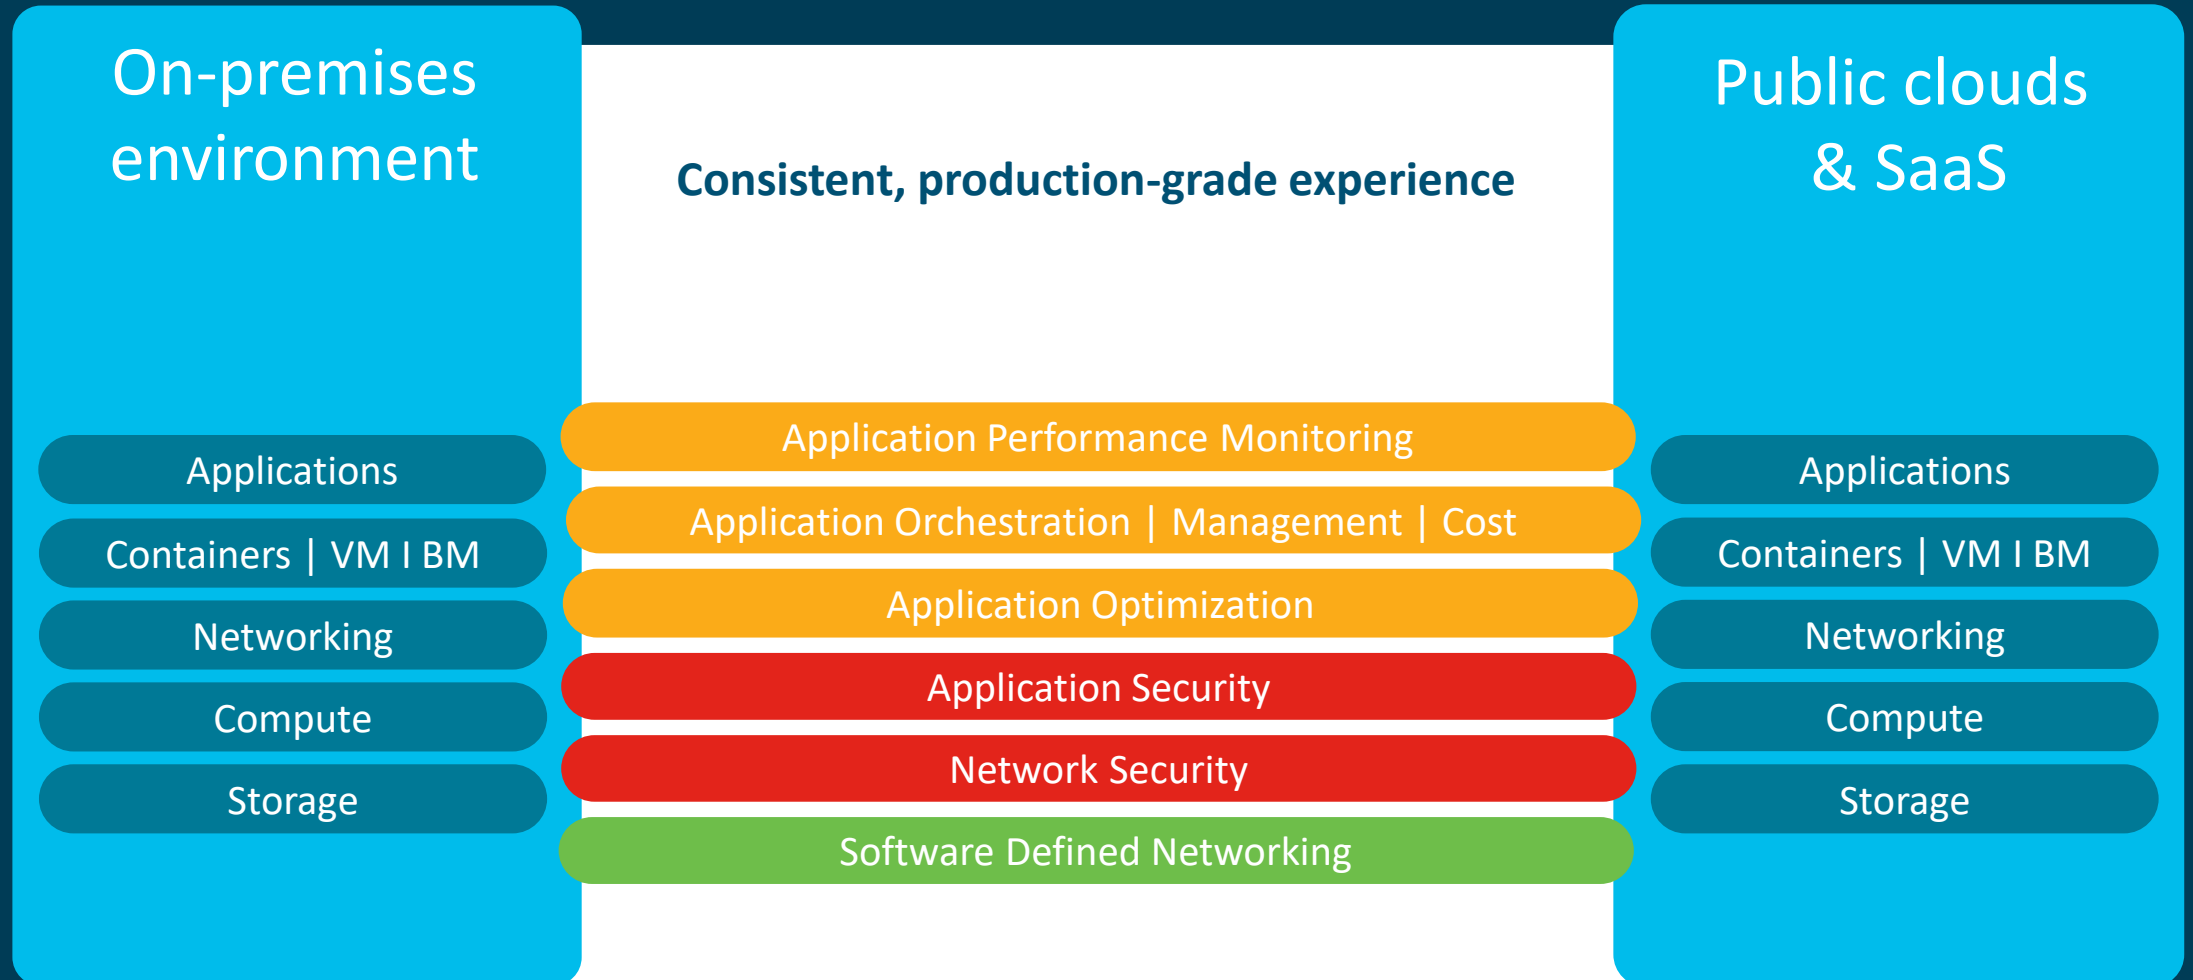 On-premises
environment
Applications
Containers | VM I BM
Networking
Compute
Storage
Consistent, production-grade experience
Application Performance Monitoring
Application Orchestration | Management | Cost
Application Optimization
Application Security
Network Security
Software Defined Networking
Public clouds
& SaaS
Applications
Containers | VM I BM
Networking
Compute
Storage